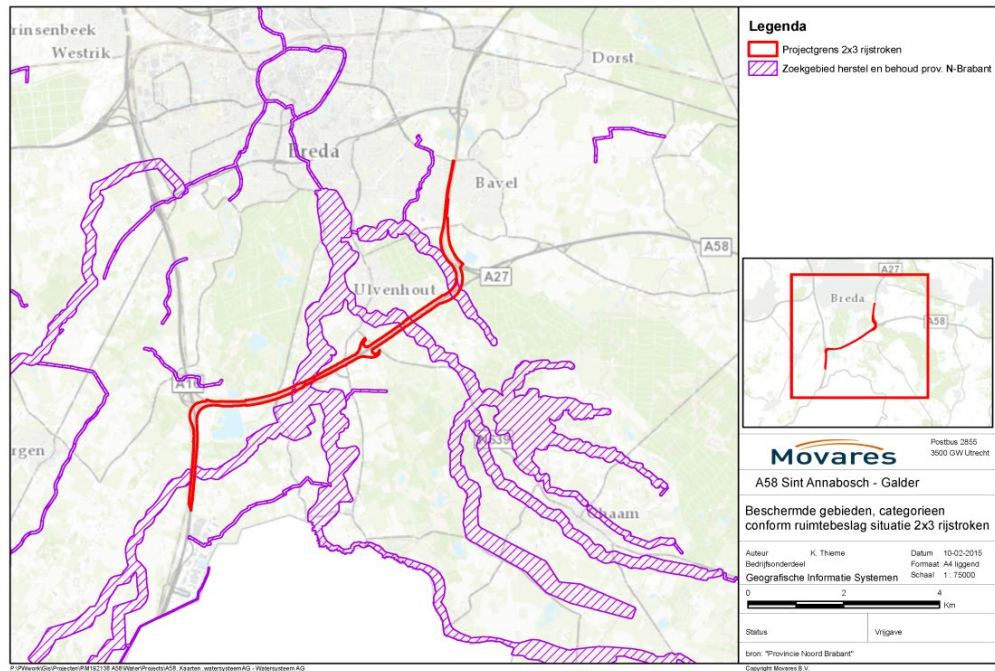 rinsenbeek
Westrik
Dorst
Breda
Bavel
A58
A27
Ulvenhout
A16
rgen
N639
Chaam
Legenda
Projectgrens 2x3 rijstroken
Zoekgebied herstel en behoud prov. N-Brabant
A27
Breda
A58
Movares
Postbus 2855
3500 GW Utrecht
A58 Sint Annabosch - Galder
Beschermde gebieden, categorieen
conform ruimtebeslag situatie 2x3 rijstroken
Auteur K. Thieme Datum 10-02-2015
Bedrijfsonderdeel Formaat A4 liggend
Geografische Informatie Systemen Schaal 1 : 75000
0 2 4
Km
Status Vrijgave
bron: "Provincie Noord Brabant"
Copyright Movares B.V.